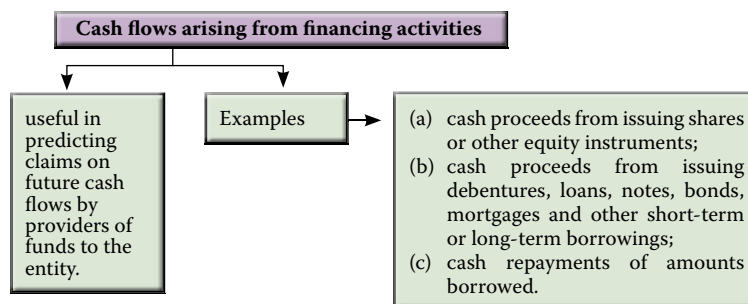 Cash flows arising from financing activities
useful in
predicting
claims on
future cash
flows by
providers of
funds to the
entity.
Examples
(a) cash proceeds from issuing shares
or other equity instruments;
(b) cash proceeds from issuing
debentures, loans, notes, bonds,
mortgages and other short-term
or long-term borrowings;
(c) cash repayments of amounts
borrowed.